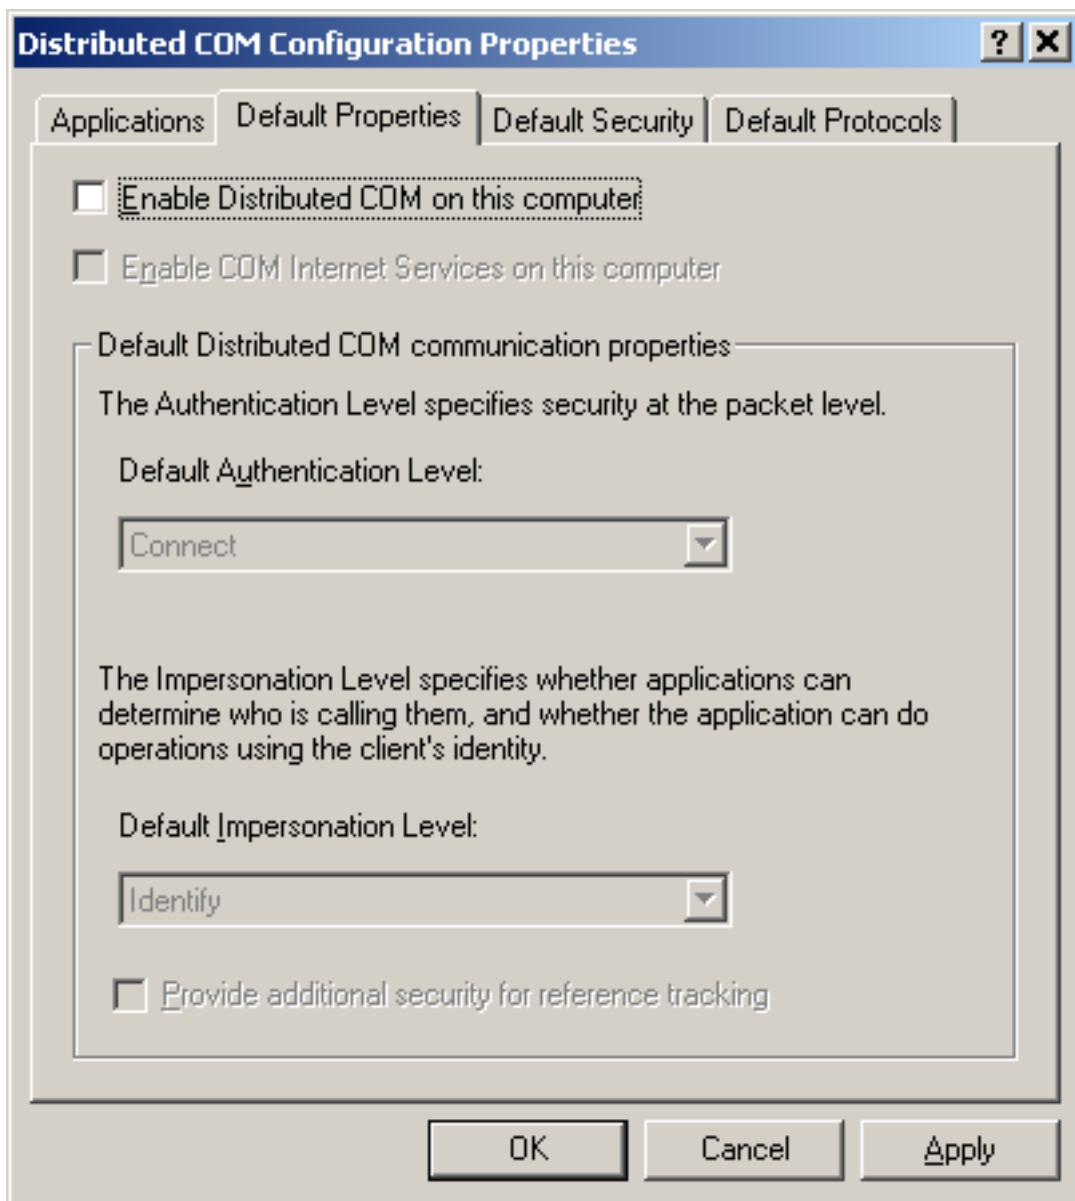 Distributed COM Configuration Properties
Applications Default Properties Default Security Default Protocols
Enable Distributed COM on this computer
Enable COM Internet Services on this computer
Default Distributed COM communication properties
The Authentication Level specifies security at the packet level.
Default Authentication Level:
Connect
The Impersonation Level specifies whether applications can
determine who is calling them, and whether the application can do
operations using the client's identity.
Default Impersonation Level:
Identify
Provide additional security for reference tracking
OK Cancel Apply